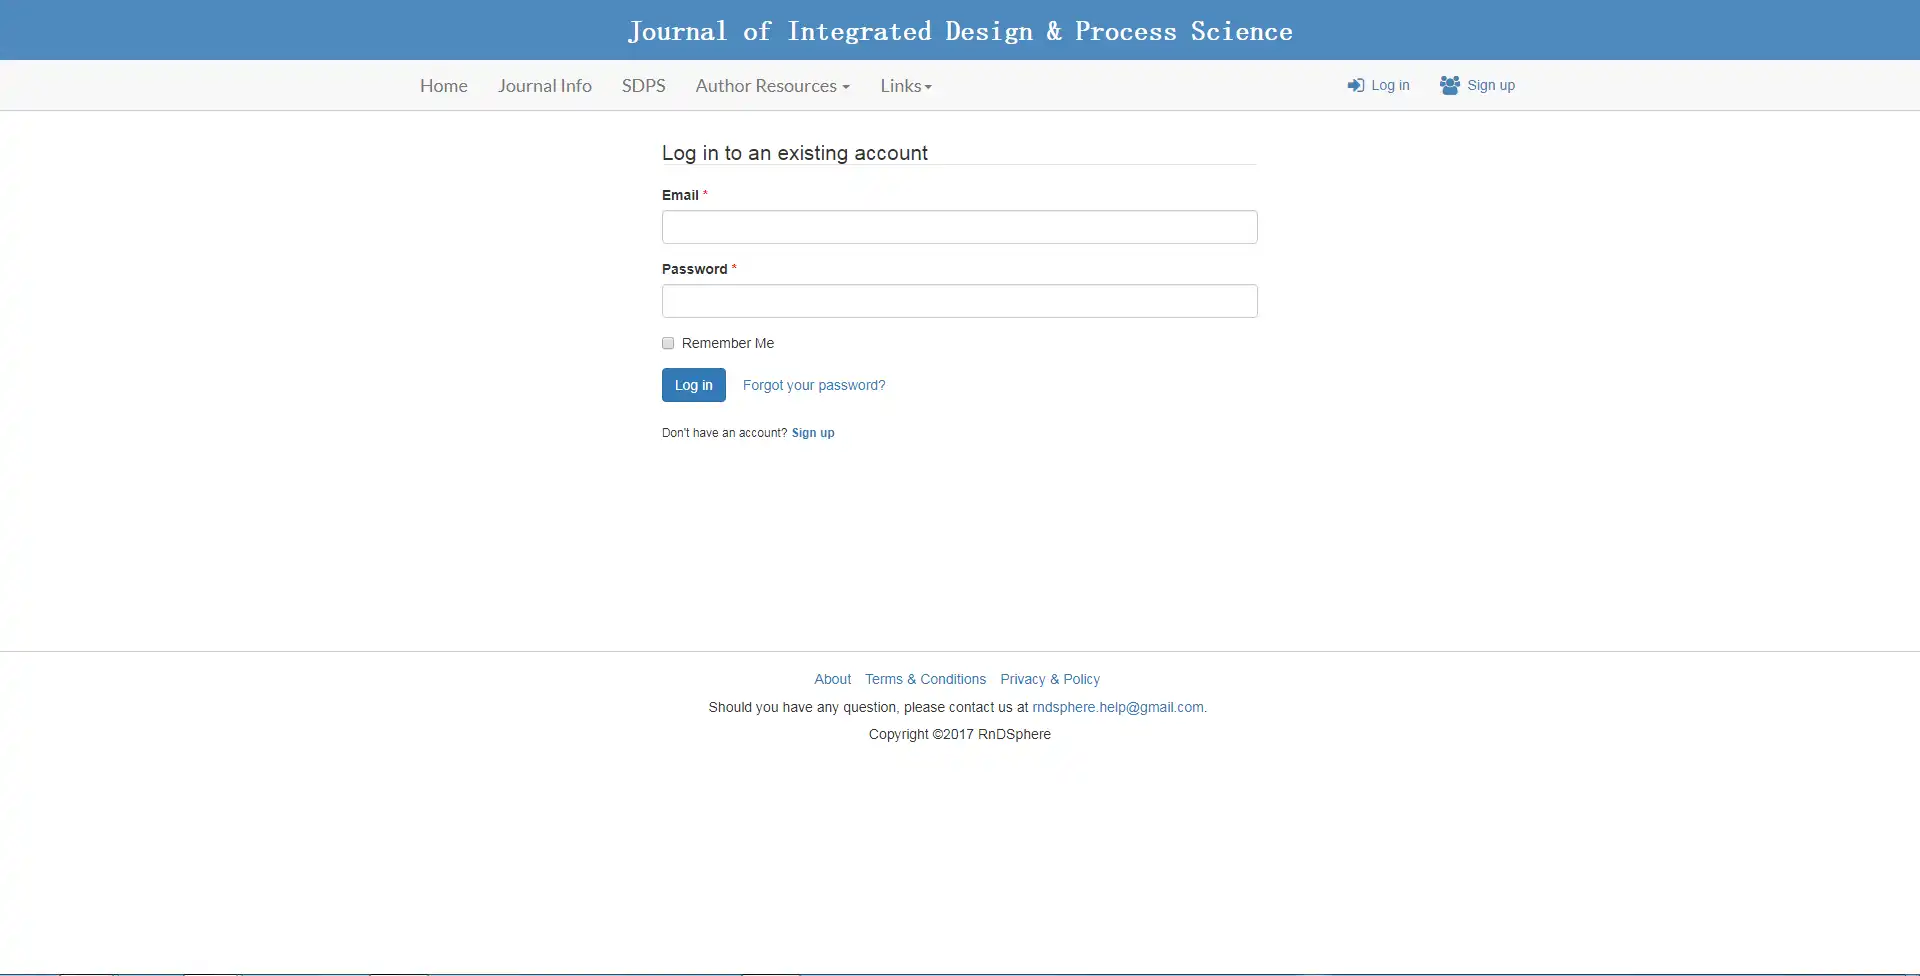 Journal of Integrated Design & Process Science
Home Journal Info SDPS Author Resources Links Log in Sign up
Log in to an existing account
Email *
Password *
Remember Me
Log in Forgot your password?
Don't have an account? Sign up
About Terms & Conditions Privacy & Policy
Should you have any question, please contact us at rndsphere.help@gmail.com.
Copyright ©2017 RnDSphere